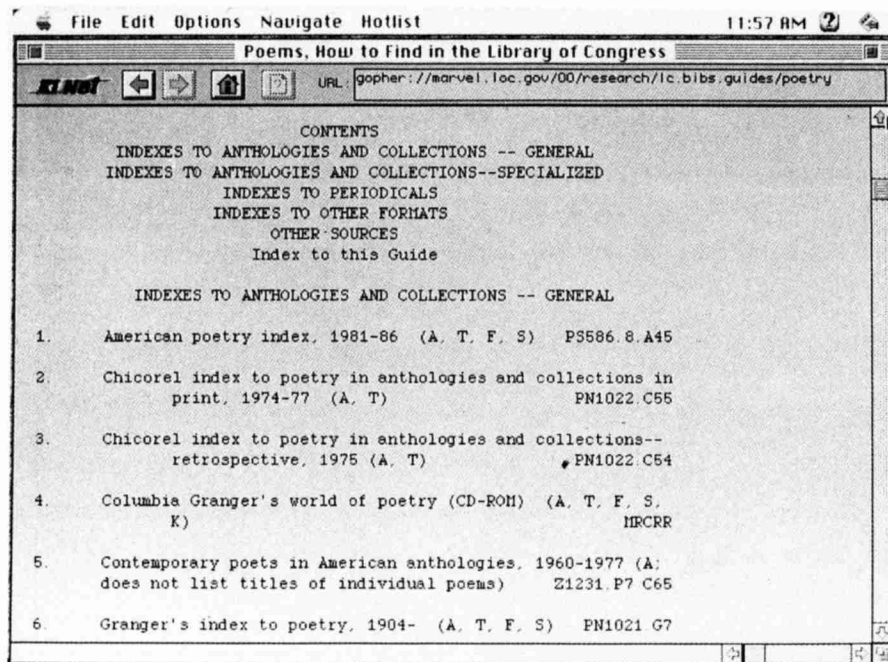 File Edit Options Navigate Hotlist 11:57 AM
Poems, How to Find in the Library of Congress
EINet URL: gopher://marvel.loc.gov/00/research/lc.bibs.guides/poetry
CONTENTS
INDEXES TO ANTHOLOGIES AND COLLECTIONS -- GENERAL
INDEXES TO ANTHOLOGIES AND COLLECTIONS--SPECIALIZED
INDEXES TO PERIODICALS
INDEXES TO OTHER FORMATS
OTHER SOURCES
Index to this Guide
INDEXES TO ANTHOLOGIES AND COLLECTIONS -- GENERAL
1. American poetry index, 1981-86 (A, T, F, S) PS586.8.A45
2. Chicorel index to poetry in anthologies and collections in
print, 1974-77 (A, T) PN1022.C55
3. Chicorel index to poetry in anthologies and collections--
retrospective, 1975 (A, T) PN1022.C54
4. Columbia Granger's world of poetry (CD-ROM) (A, T, F, S,
K) MRCRR
5. Contemporary poets in American anthologies, 1960-1977 (A;
does not list titles of individual poems) Z1231.P7 C65
6. Granger's index to poetry, 1904- (A, T, F, S) PN1021.G7